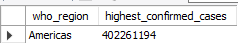 who_region highest_confirmed_cases
Americas 402261194